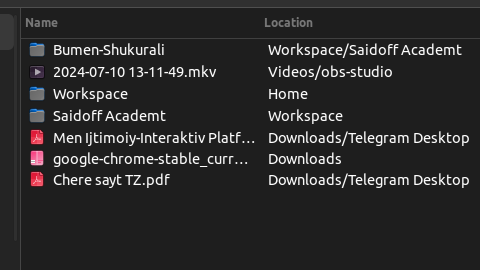 Name Location
Bumen-Shukurali Workspace/Saidoff Academt
2024-07-10 13-11-49.mkv Videos/obs-studio
Workspace Home
Saidoff Academt Workspace
Men Ijtimoiy-Interaktiv Platf... Downloads/Telegram Desktop
google-chrome-stable_curr... Downloads
Chere sayt TZ.pdf Downloads/Telegram Desktop